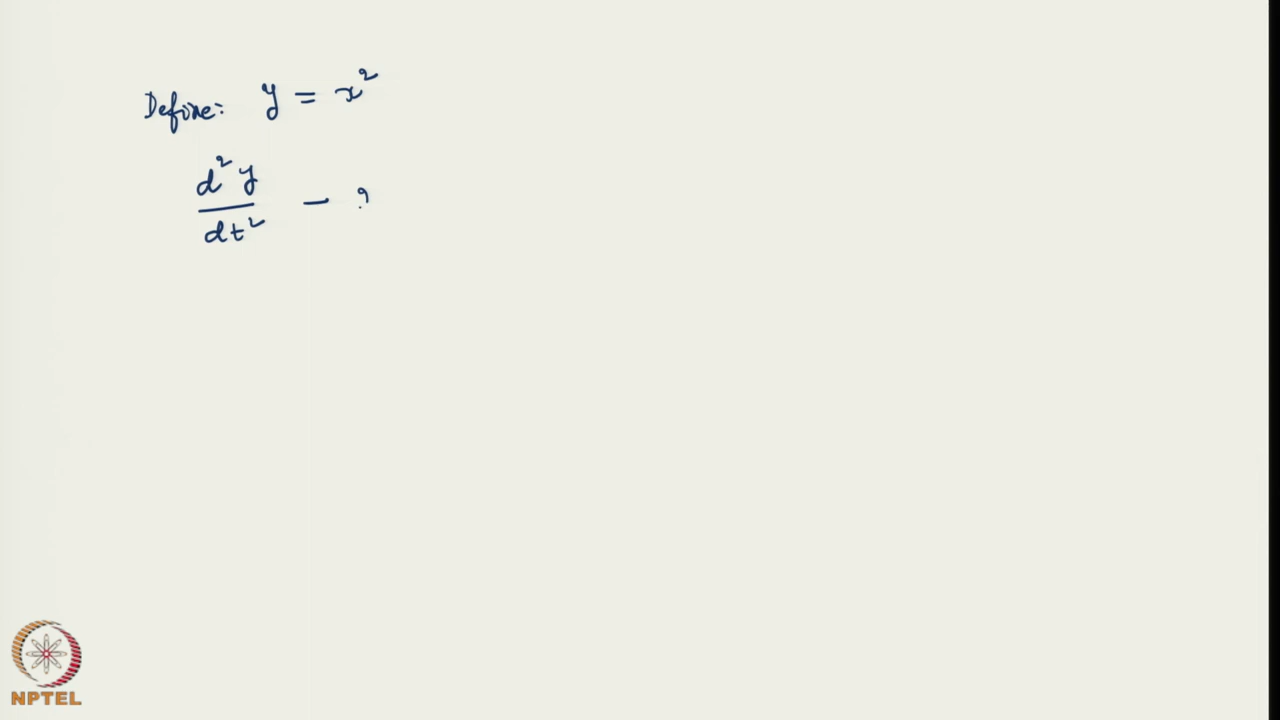 Define: y = x²
d²y/dt² –
NPTEL